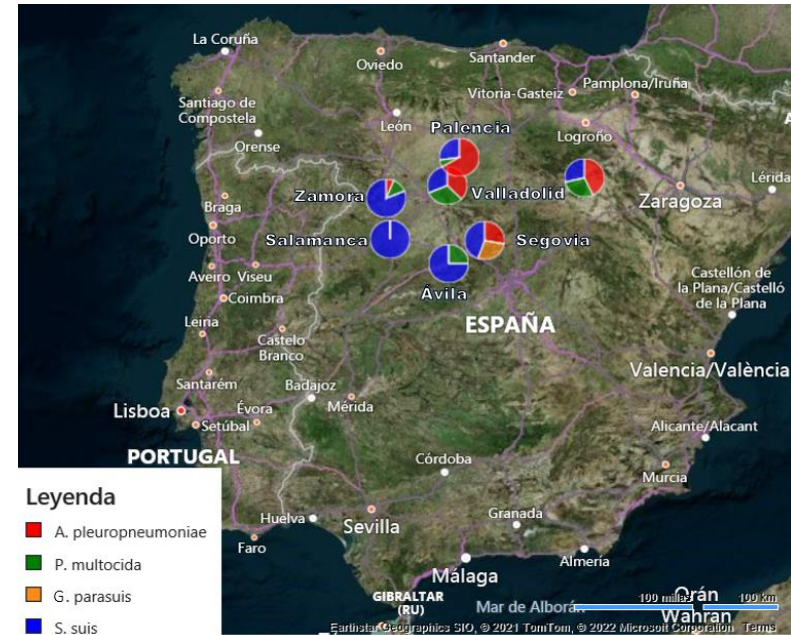 La Coruña
Oviedo
Santander
Vitoria-Gasteiz
Pamplona/Iruña
Santiago de
Compostela
León
Palencia
Logroño
Orense
Zamora
Valladolid
Lérida
Zaragoza
Braga
Oporto
Salamanca
Segovia
Aveiro
Viseu
Ávila
Castellón de
la Plana/Castelló
de la Plana
Coimbra
ESPAÑA
Leiria
Castelo
Branco
Valencia/València
Santarém
Badajoz
Mérida
Lisboa
Évora
Setúbal
Alicante/Alacant
PORTUGAL
Córdoba
Murcia
Leyenda
A. pleuropneumoniae
P. multocida
G. parasuis
S. suis
Huelva
Sevilla
Granada
Faro
Almería
Málaga
GIBRALTAR
(RU)
Mar de Alborán
100 millas
100 km
Orán
Wahran
Earthstar Geographics SIO, © 2021 TomTom, © 2022 Microsoft Corporation
Terms